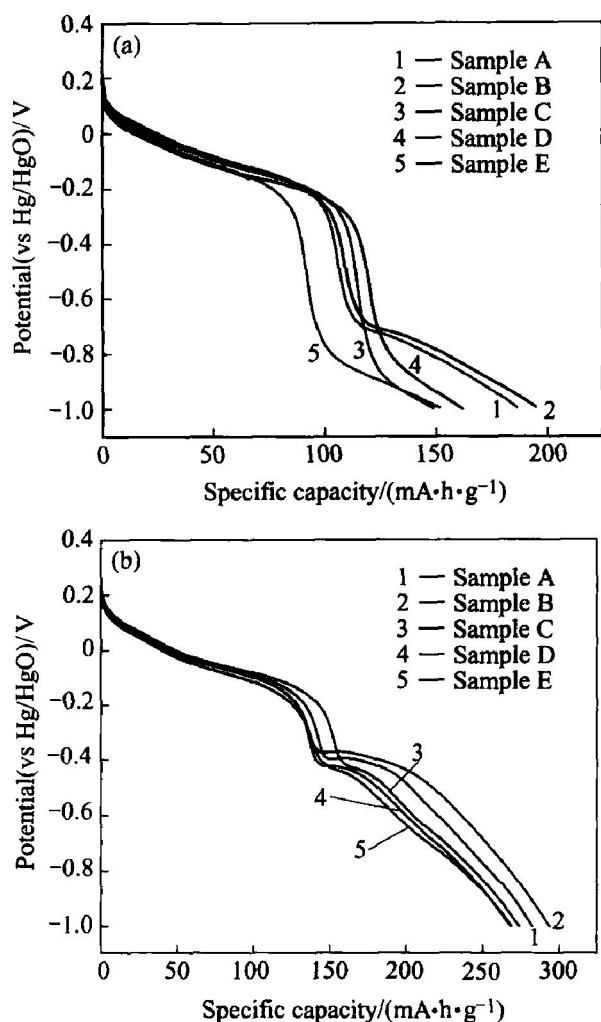 (a)
0.4
0.2
0
−0.2
−0.4
−0.6
−0.8
−1.0
Potential(vs Hg/HgO)/V
1 — Sample A
2 — Sample B
3 — Sample C
4 — Sample D
5 — Sample E
5
3
4
1
2
0 50 100 150 200
Specific capacity/(mA·h·g⁻¹)
(b)
0.4
0.2
0
−0.2
−0.4
−0.6
−0.8
−1.0
Potential(vs Hg/HgO)/V
1 — Sample A
2 — Sample B
3 — Sample C
4 — Sample D
5 — Sample E
3
4
5
1
2
0 50 100 150 200 250 300
Specific capacity/(mA·h·g⁻¹)